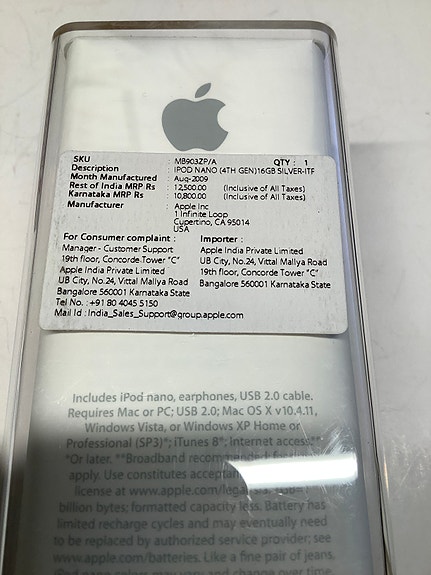 SKU : MB903ZP/A QTY : 1
Description : IPOD NANO (4TH GEN)16GB SILVER-ITF
Month Manufactured : Aug-2009
Rest of India MRP Rs : 12,500.00 (Inclusive of All Taxes)
Karnataka MRP Rs : 10,800.00 (Inclusive of All Taxes)
Manufacturer : Apple Inc
1 Infinite Loop
Cupertino, CA 95014
USA
For Consumer complaint :
Manager - Customer Support
19th floor, Concorde Tower "C"
Apple India Private Limited
UB City, No.24, Vittal Mallya Road
Bangalore 560001 Karnataka State
Tel No. : +91 80 4045 5150
Mail Id : India_Sales_Support@group.apple.com
Importer :
Apple India Private Limited
UB City, No.24, Vittal Mallya Road
19th floor, Concorde Tower "C"
Bangalore 560001 Karnataka State
Includes iPod nano, earphones, USB 2.0 cable.
Requires Mac or PC; USB 2.0; Mac OS X v10.4.11,
Windows Vista, or Windows XP Home or
Professional (SP3)*; iTunes 8*; Internet access.**
*Or later. **Broadband recommended;
apply. Use constitutes
license at www.apple.com/legal
billion bytes; formatted capacity less. Battery has
limited recharge cycles and may eventually need
to be replaced by authorized service provider; see
www.apple.com/batteries. Like a fine pair of jeans,
iPod nano color may